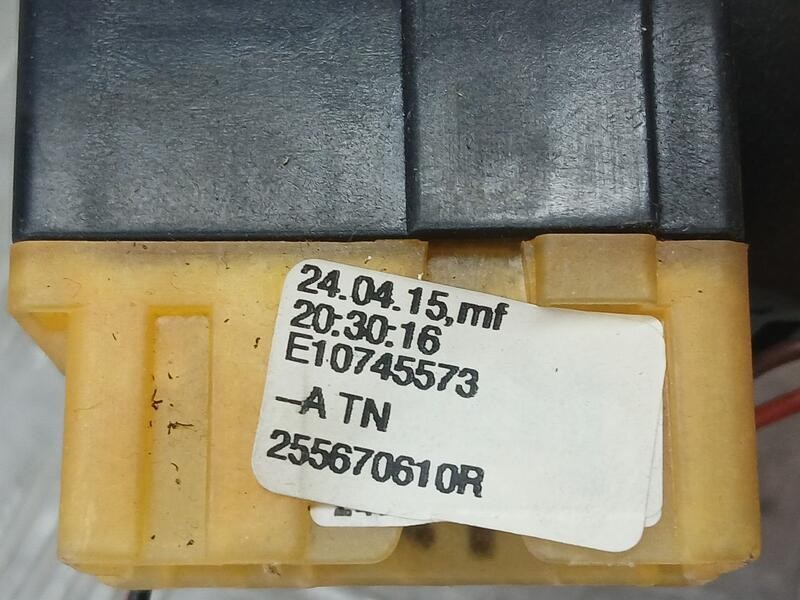 24.04.15,mf
20:30:16
E10745573
–A TN
255670610R